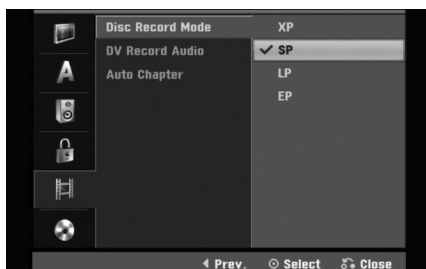 Disc Record Mode
DV Record Audio
Auto Chapter
XP
SP
LP
EP
A
Prev.
Select
Close